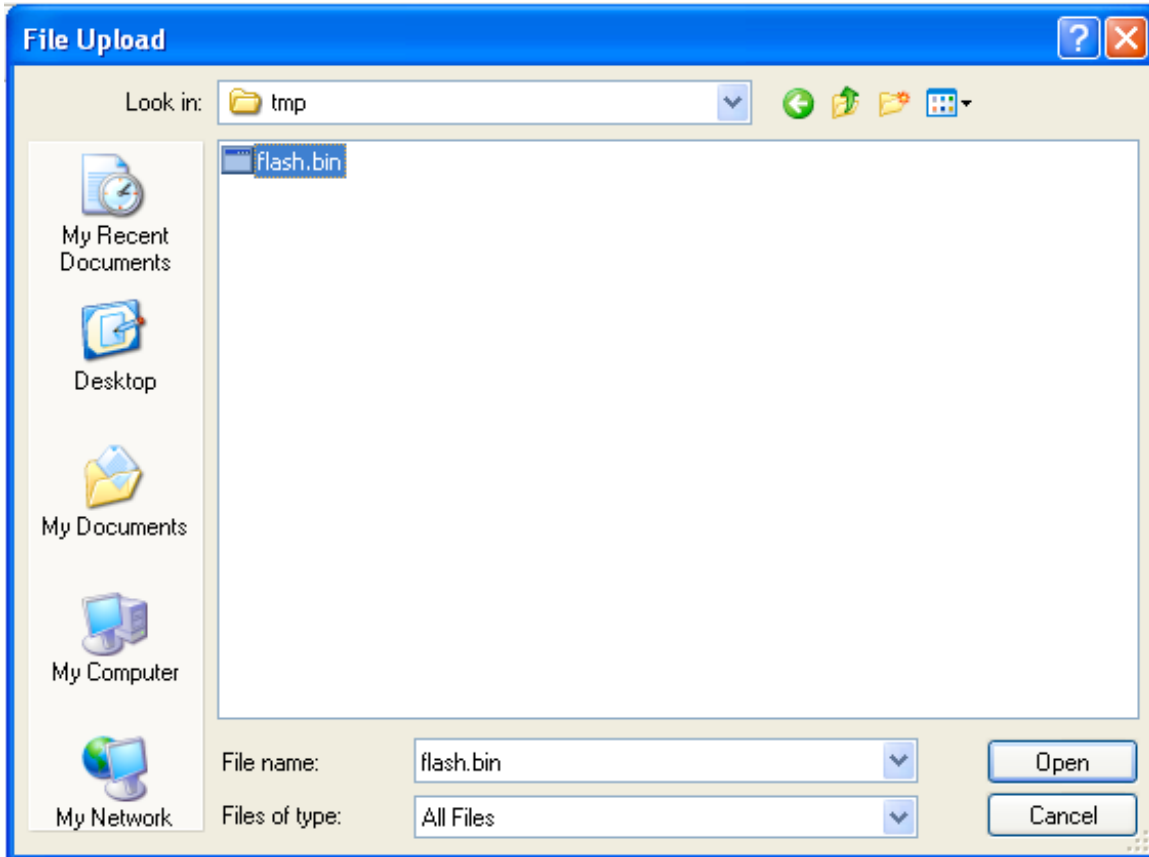 File Upload
Look in: tmp
flash.bin
My Recent
Documents
Desktop
My Documents
My Computer
My Network
File name: flash.bin Open
Files of type: All Files Cancel